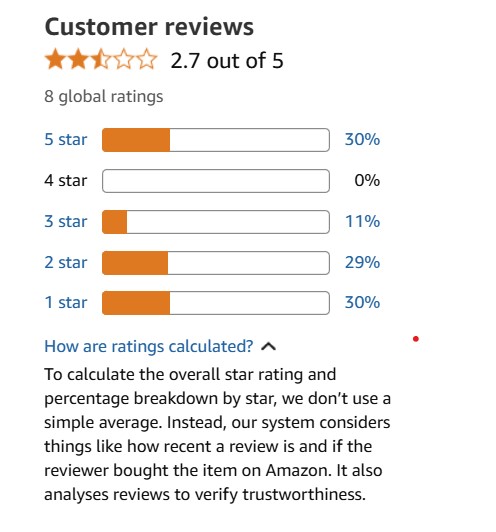 Customer reviews
2.7 out of 5
8 global ratings
5 star 30%
4 star 0%
3 star 11%
2 star 29%
1 star 30%
How are ratings calculated?
To calculate the overall star rating and
percentage breakdown by star, we don’t use a
simple average. Instead, our system considers
things like how recent a review is and if the
reviewer bought the item on Amazon. It also
analyses reviews to verify trustworthiness.